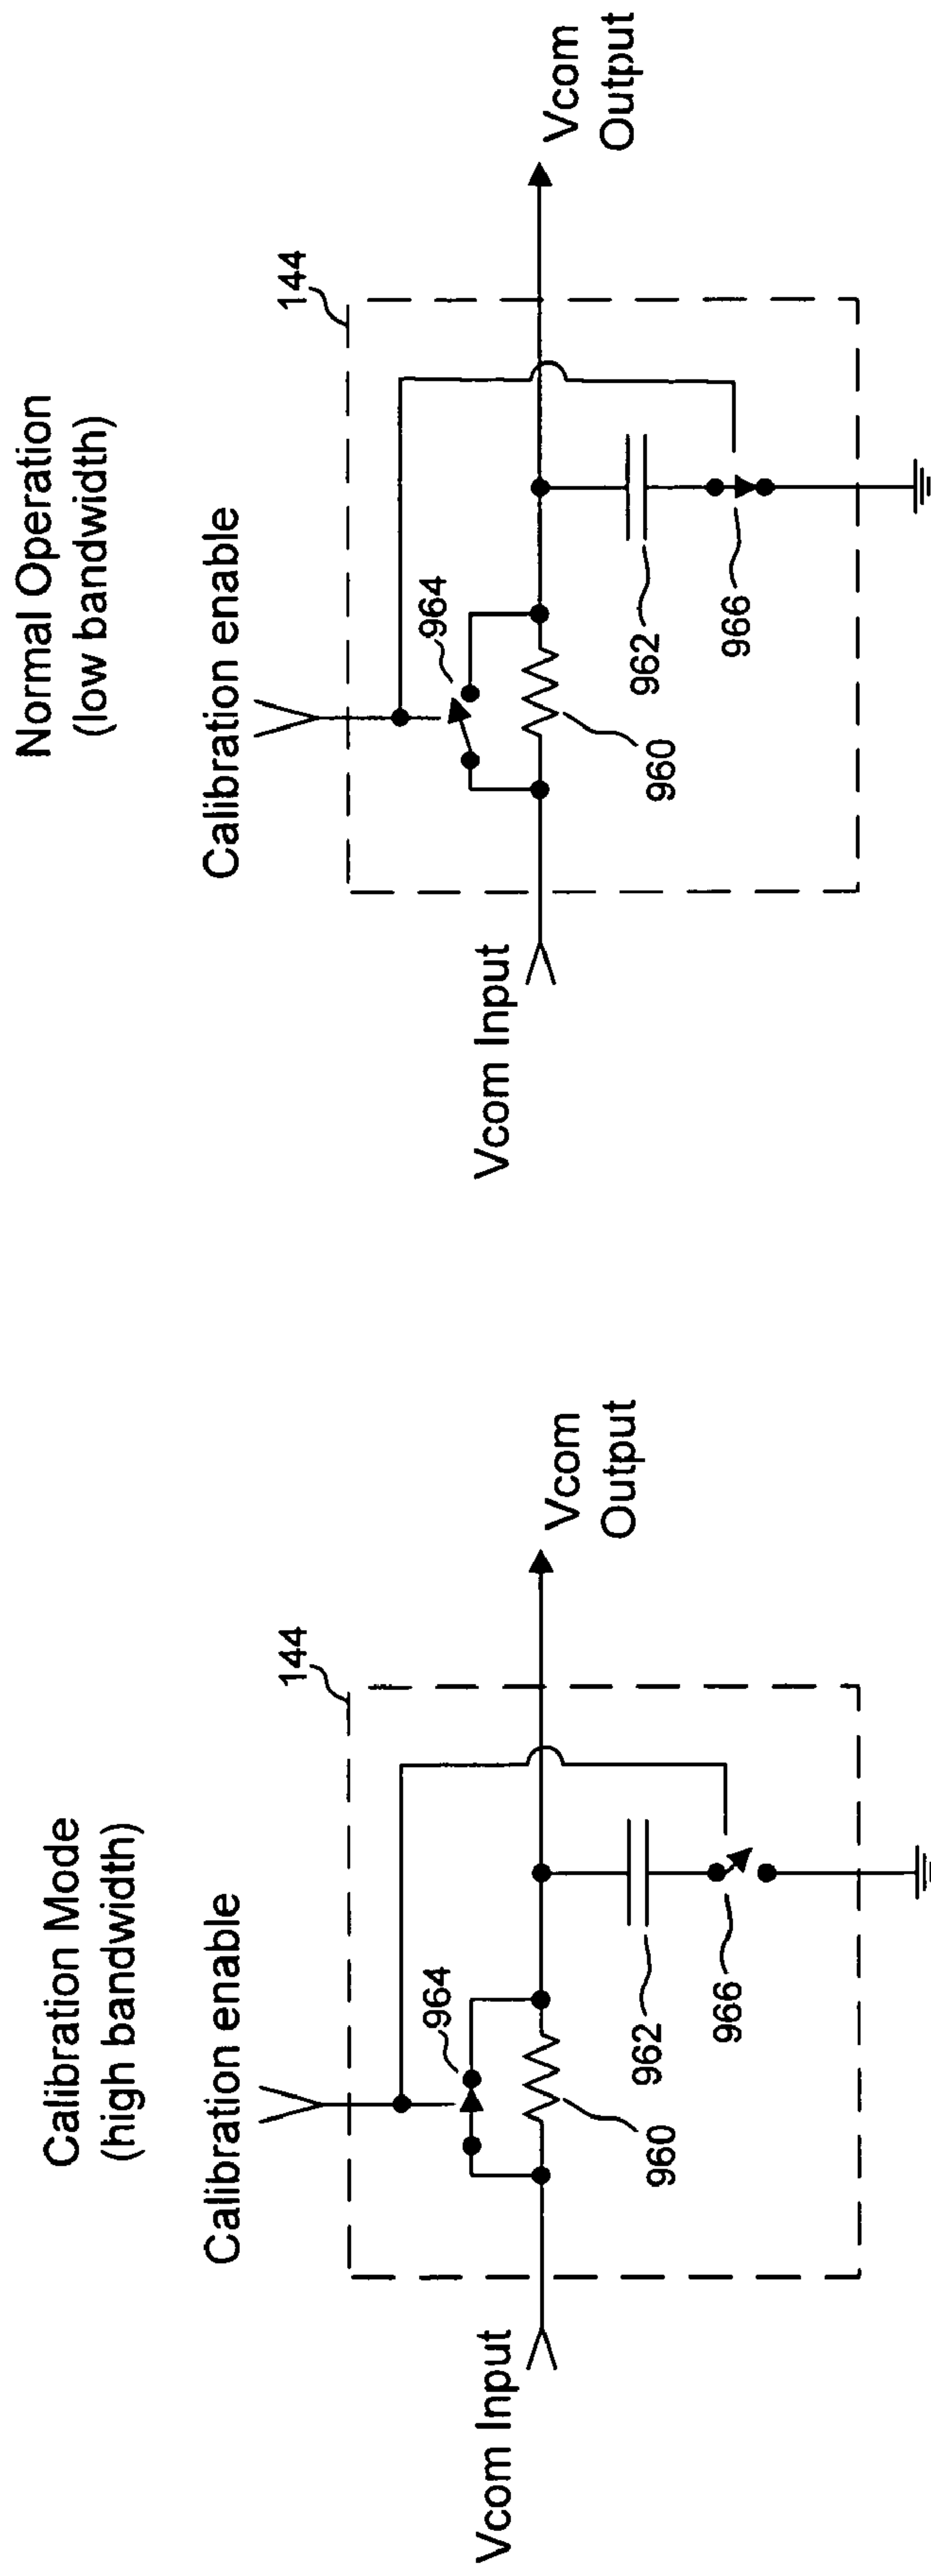 Calibration Mode
(high bandwidth)
Calibration enable
144
964
Vcom Input
Vcom
Output
960
962
966
Normal Operation
(low bandwidth)
Calibration enable
144
964
Vcom Input
Vcom
Output
960
962
966